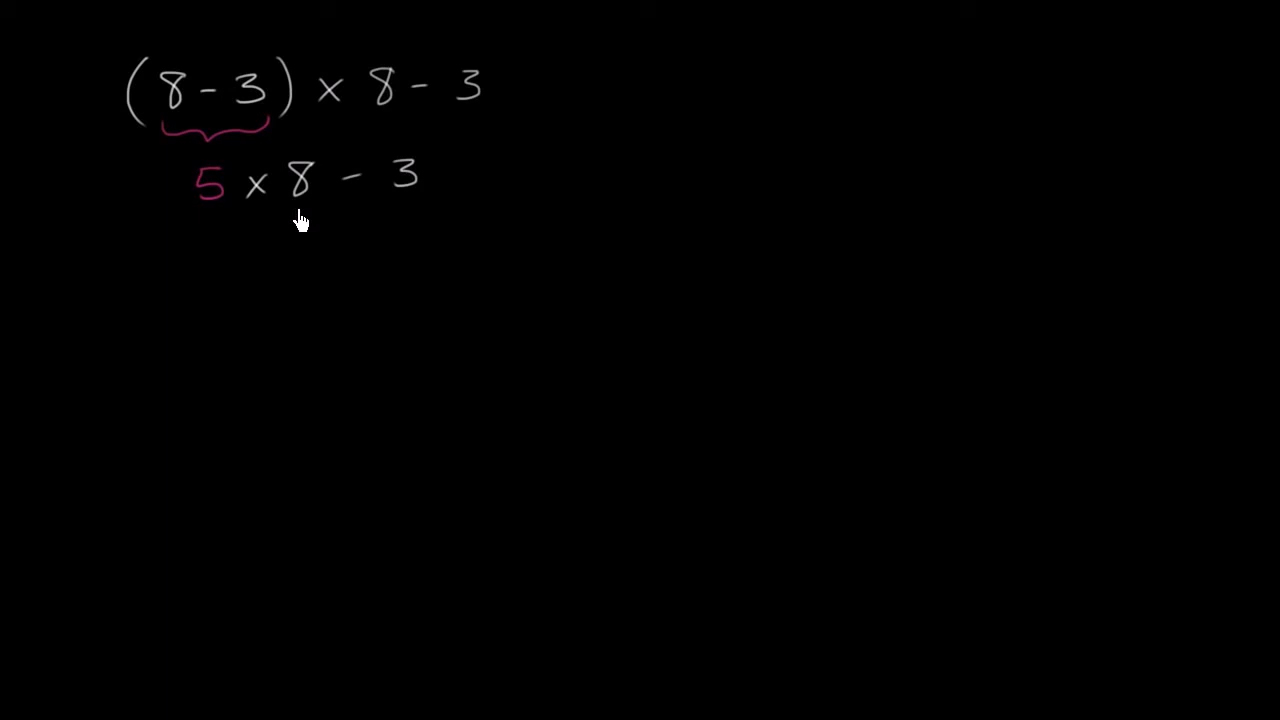 (8-3) × 8 - 3
5 × 8 - 3